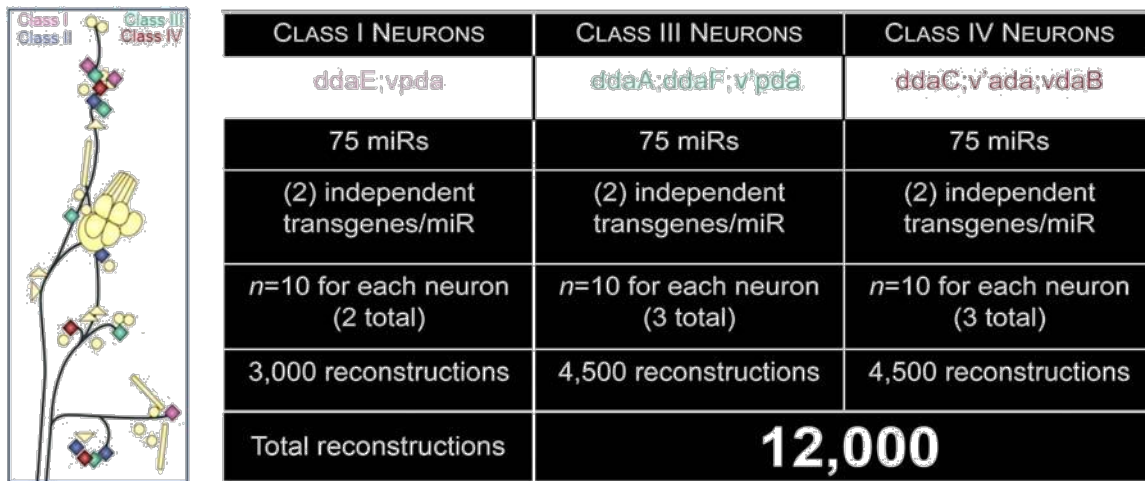 Class I
Class III
Class II
Class IV
CLASS I NEURONS
CLASS III NEURONS
CLASS IV NEURONS
ddaE;vpda
ddaA;ddaF;v'pda
ddaC;v'ada;vdaB
75 miRs
75 miRs
75 miRs
(2) independent
transgenes/miR
(2) independent
transgenes/miR
(2) independent
transgenes/miR
n=10 for each neuron
(2 total)
n=10 for each neuron
(3 total)
n=10 for each neuron
(3 total)
3,000 reconstructions
4,500 reconstructions
4,500 reconstructions
Total reconstructions
12,000